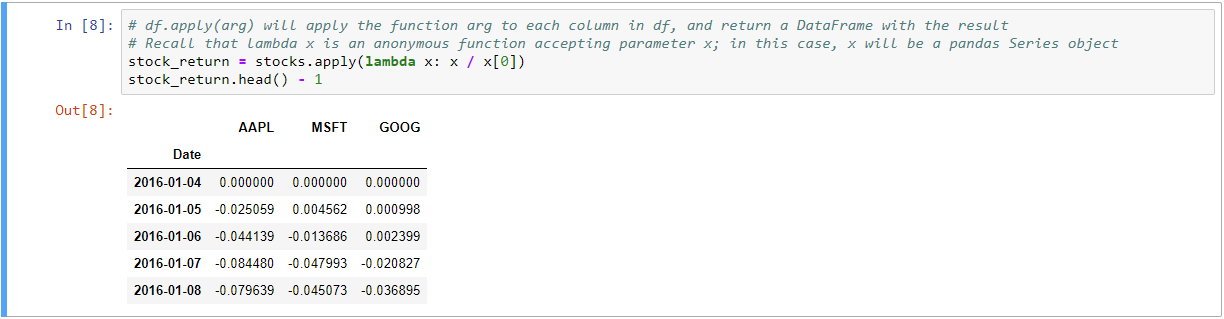 In [8]: # df.apply(arg) will apply the function arg to each column in df, and return a DataFrame with the result
# Recall that lambda x is an anonymous function accepting parameter x; in this case, x will be a pandas Series object
stock_return = stocks.apply(lambda x: x / x[0])
stock_return.head() - 1
Out[8]:
AAPL MSFT GOOG
Date
2016-01-04 0.000000 0.000000 0.000000
2016-01-05 -0.025059 0.004562 0.000998
2016-01-06 -0.044139 -0.013686 0.002399
2016-01-07 -0.084480 -0.047993 -0.020827
2016-01-08 -0.079639 -0.045073 -0.036895